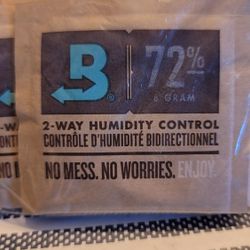 B. 72%
8 GRAM
2-WAY HUMIDITY CONTROL
CONTRÔLE D'HUMIDITÉ BIDIRECTIONNEL
NO MESS. NO WORRIES. ENJOY.